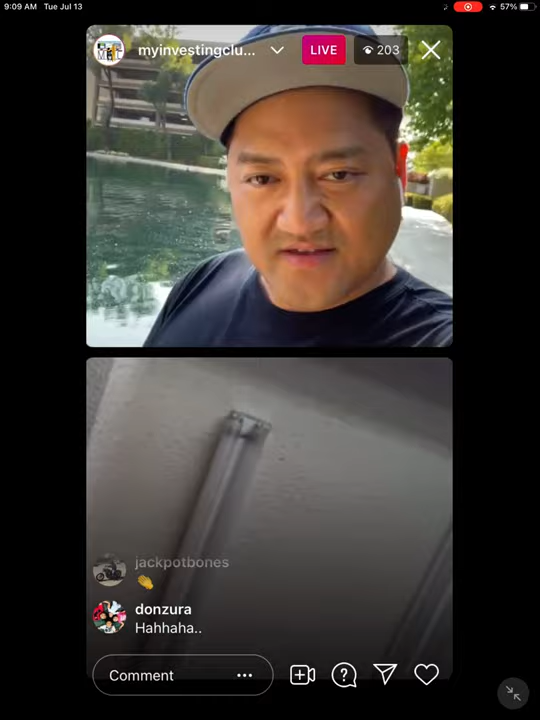 9:09 AM Tue Jul 13
57%
myinvestingclu...
LIVE
203
jackpotbones
donzura
Hahhaha..
Comment